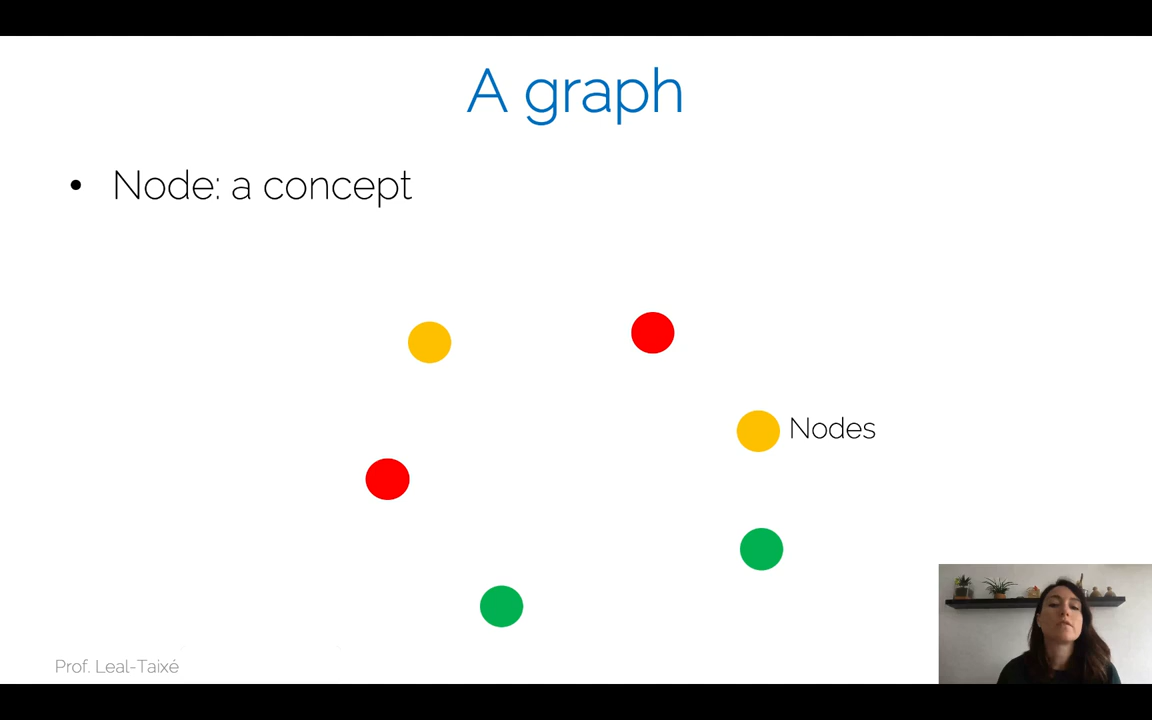 A graph
• Node: a concept
Nodes
Prof. Leal-Taixé